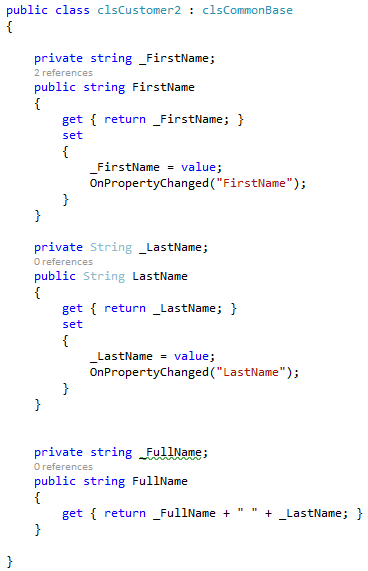 public class clsCustomer2 : clsCommonBase
{
private string _FirstName;
2 references
public string FirstName
{
get { return _FirstName; }
set
{
_FirstName = value;
OnPropertyChanged("FirstName");
}
}
private String _LastName;
0 references
public String LastName
{
get { return _LastName; }
set
{
_LastName = value;
OnPropertyChanged("LastName");
}
}
private string _FullName;
0 references
public string FullName
{
get { return _FullName + " " + _LastName; }
}
}